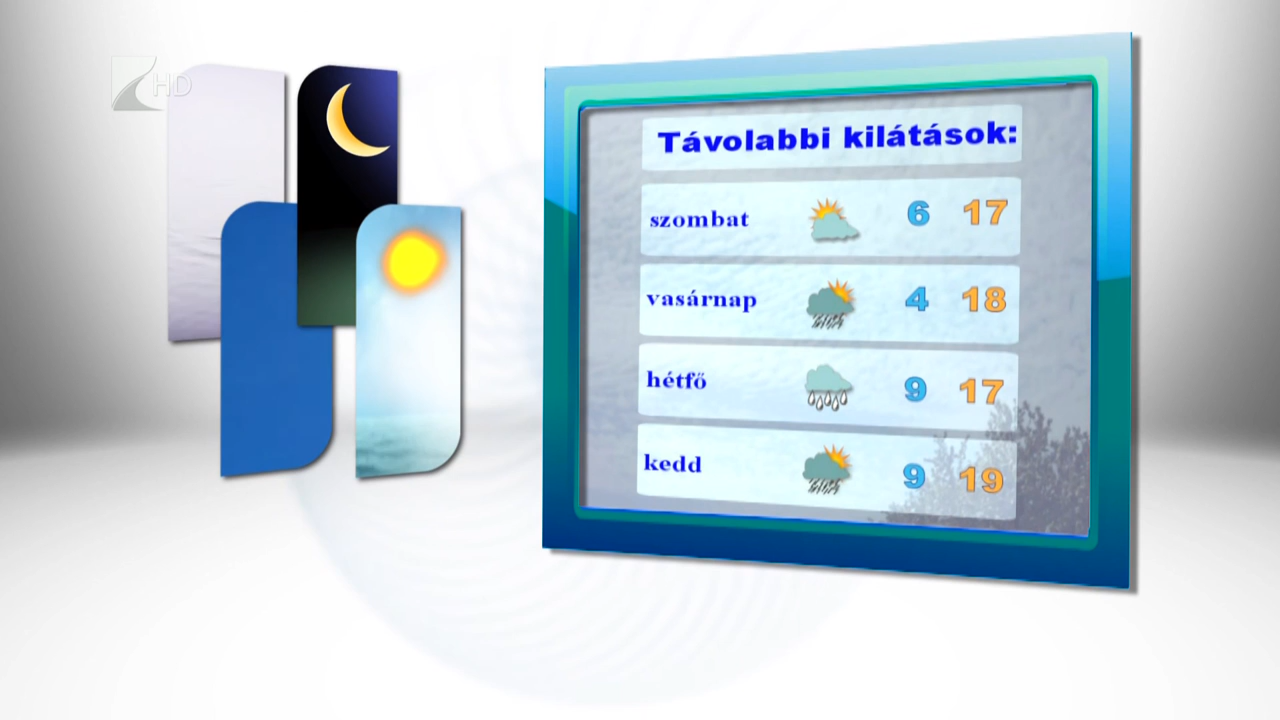 HD
Távolabbi kilátások:
szombat 6 17
vasárnap 4 18
hétfő 9 17
kedd 9 19